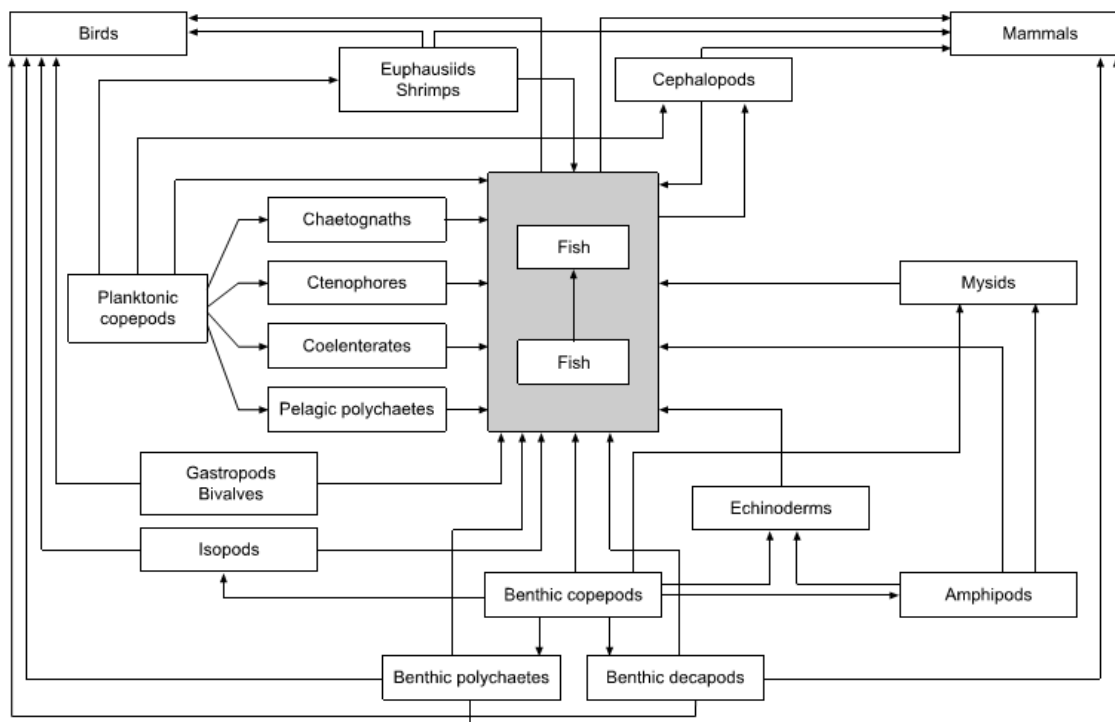 Birds
Mammals
Euphausiids
Shrimps
Cephalopods
Chaetognaths
Fish
Ctenophores
Mysids
Planktonic
copepods
Coelenterates
Fish
Pelagic polychaetes
Gastropods
Bivalves
Echinoderms
Isopods
Benthic copepods
Amphipods
Benthic polychaetes
Benthic decapods